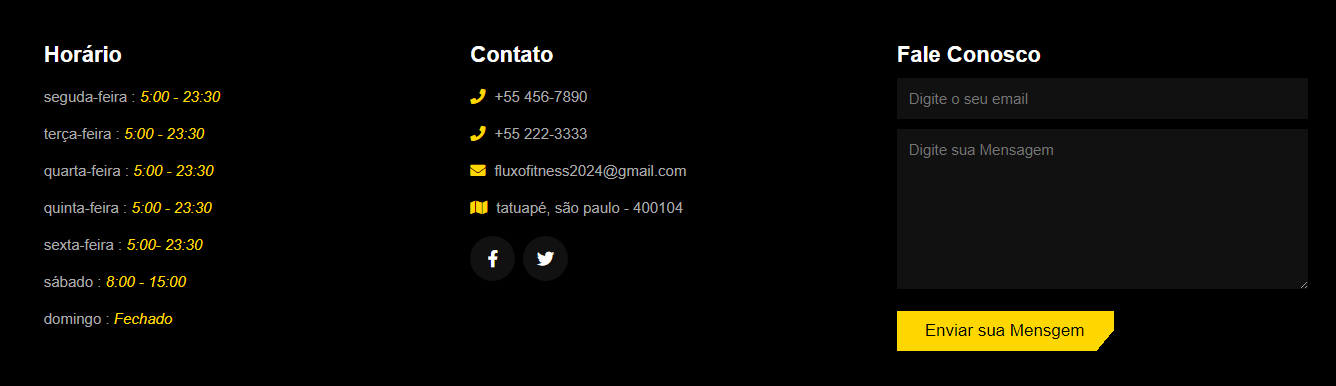 Horário
seguda-feira : 5:00 - 23:30
terça-feira : 5:00 - 23:30
quarta-feira : 5:00 - 23:30
quinta-feira : 5:00 - 23:30
sexta-feira : 5:00- 23:30
sábado : 8:00 - 15:00
domingo : Fechado
Contato
+55 456-7890
+55 222-3333
fluxofitness2024@gmail.com
tatuapé, são paulo - 400104
Fale Conosco
Digite o seu email
Digite sua Mensagem
Enviar sua Mensgem